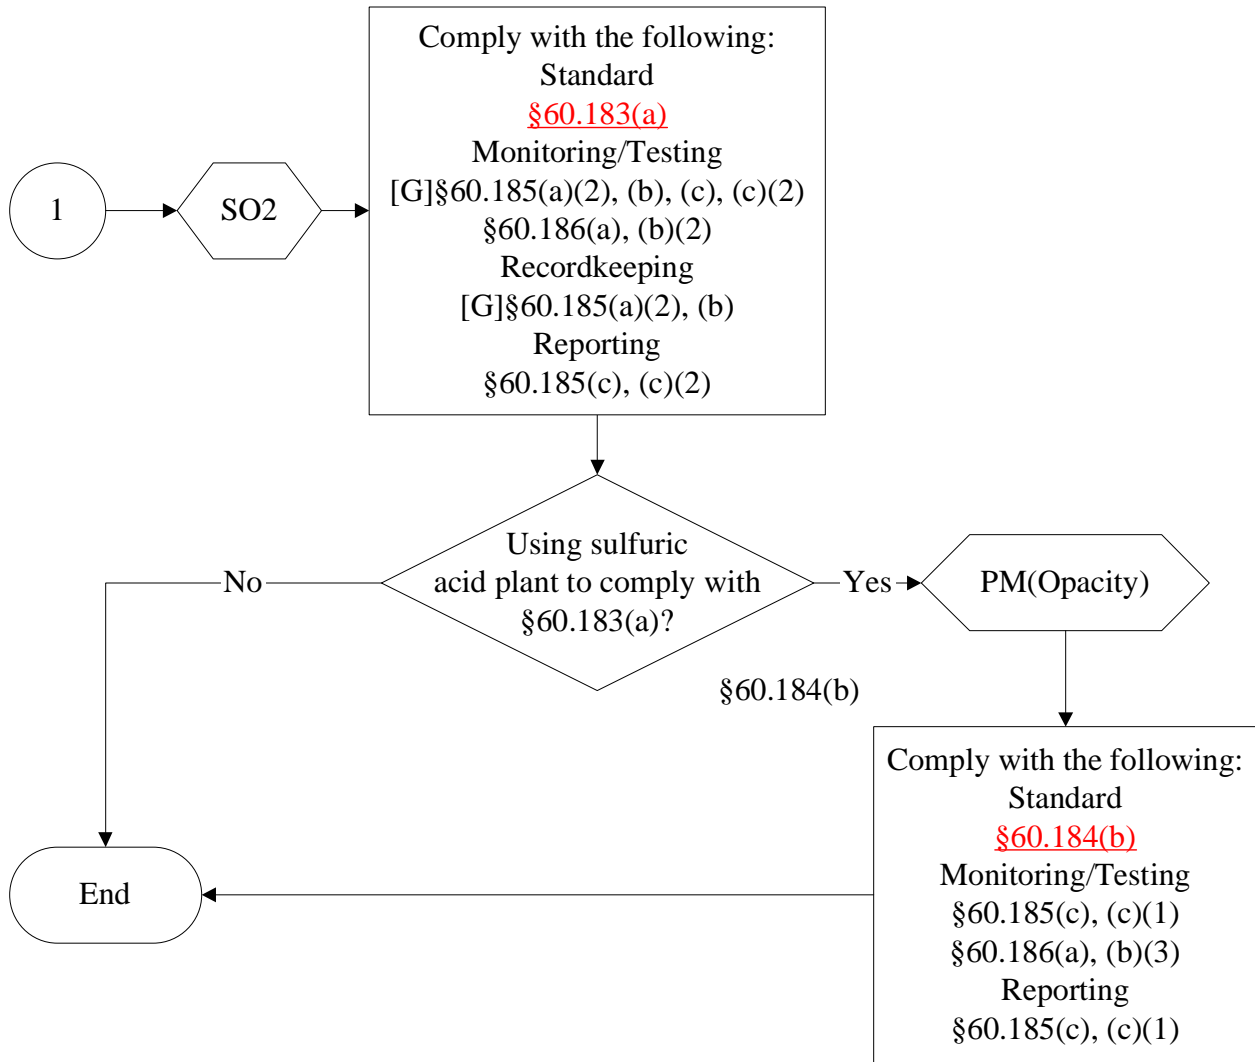 1
SO2
Comply with the following:
Standard
§60.183(a)
Monitoring/Testing
[G]§60.185(a)(2), (b), (c), (c)(2)
§60.186(a), (b)(2)
Recordkeeping
[G]§60.185(a)(2), (b)
Reporting
§60.185(c), (c)(2)
Using sulfuric
acid plant to comply with
§60.183(a)?
No
Yes
PM(Opacity)
§60.184(b)
Comply with the following:
Standard
§60.184(b)
Monitoring/Testing
§60.185(c), (c)(1)
§60.186(a), (b)(3)
Reporting
§60.185(c), (c)(1)
End